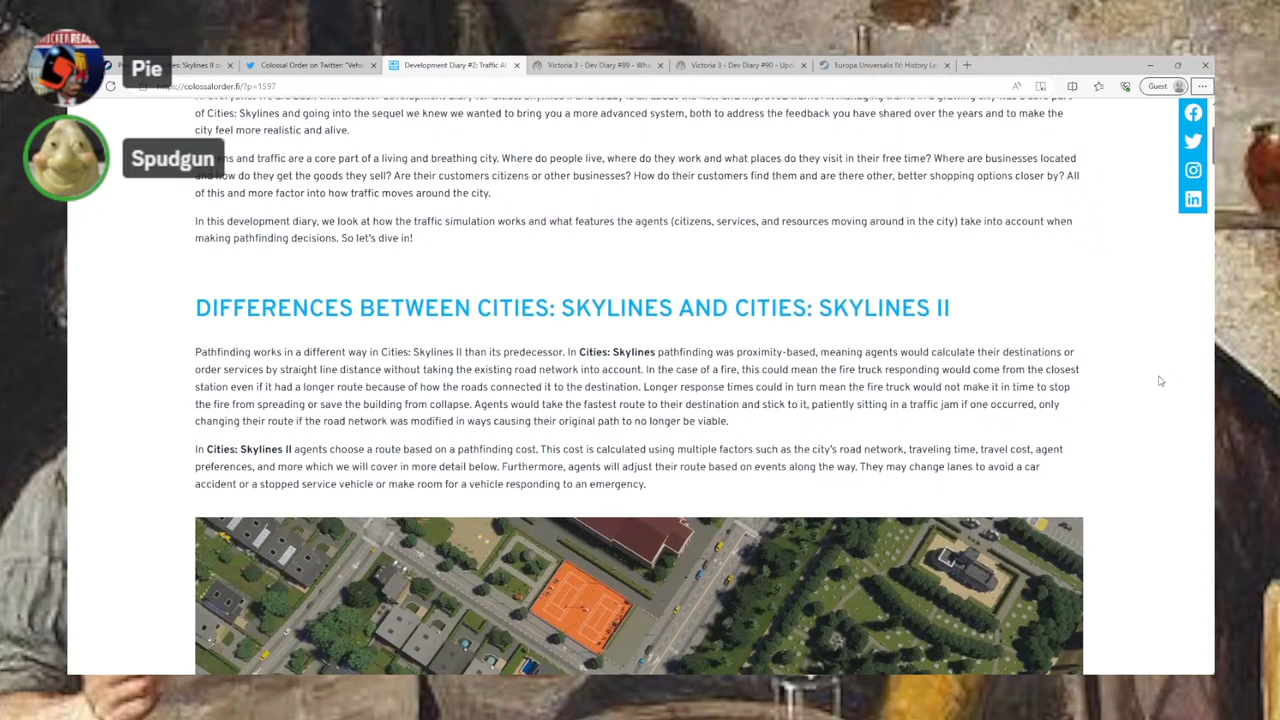 OCKER REA
Pie
Spudgun
: Skylines II o
Colossal Order on Twitter: "Vehic
Development Diary #2: Traffic AI
Victoria 3 - Dev Diary #89 - Wha
Victoria 3 - Dev Diary #90 - Upd
Europa Universalis IV: History Le
https://colossalorder.fi/?p=1597
Guest
of Cities: Skylines and going into the sequel we knew we wanted to bring you a more advanced system, both to address the feedback you have shared over the years and to make the
city feel more realistic and alive.
ens and traffic are a core part of a living and breathing city. Where do people live, where do they work and what places do they visit in their free time? Where are businesses located
and how do they get the goods they sell? Are their customers citizens or other businesses? How do their customers find them and are there other, better shopping options closer by? All
of this and more factor into how traffic moves around the city.
In this development diary, we look at how the traffic simulation works and what features the agents (citizens, services, and resources moving around in the city) take into account when
making pathfinding decisions. So let's dive in!
DIFFERENCES BETWEEN CITIES: SKYLINES AND CITIES: SKYLINES II
Pathfinding works in a different way in Cities: Skylines II than its predecessor. In Cities: Skylines pathfinding was proximity-based, meaning agents would calculate their destinations or
order services by straight line distance without taking the existing road network into account. In the case of a fire, this could mean the fire truck responding would come from the closest
station even if it had a longer route because of how the roads connected it to the destination. Longer response times could in turn mean the fire truck would not make it in time to stop
the fire from spreading or save the building from collapse. Agents would take the fastest route to their destination and stick to it, patiently sitting in a traffic jam if one occurred, only
changing their route if the road network was modified in ways causing their original path to no longer be viable.
In Cities: Skylines II agents choose a route based on a pathfinding cost. This cost is calculated using multiple factors such as the city's road network, traveling time, travel cost, agent
preferences, and more which we will cover in more detail below. Furthermore, agents will adjust their route based on events along the way. They may change lanes to avoid a car
accident or a stopped service vehicle or make room for a vehicle responding to an emergency.